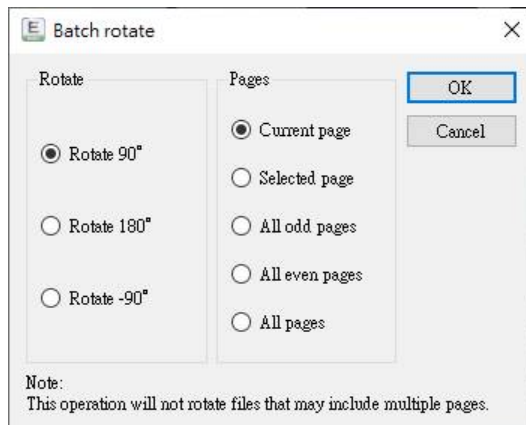 E Batch rotate
Rotate
Rotate 90°
Rotate 180°
Rotate -90°
Pages
Current page
Selected page
All odd pages
All even pages
All pages
OK
Cancel
Note:
This operation will not rotate files that may include multiple pages.